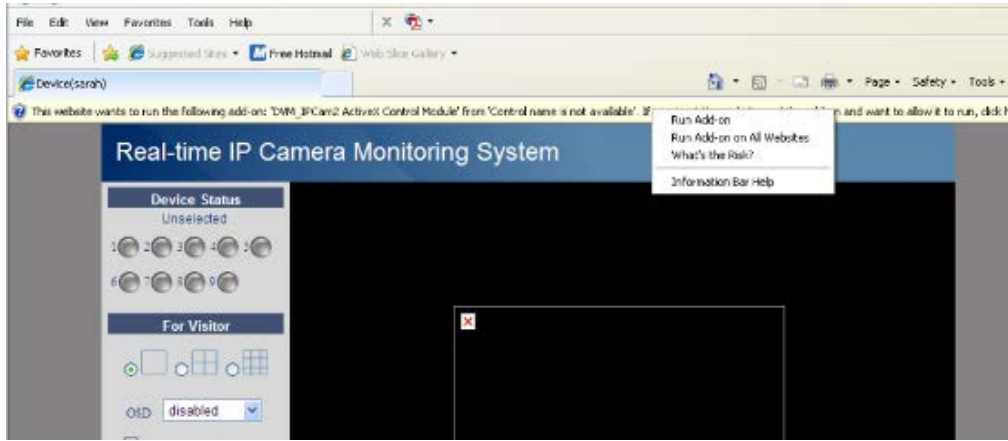 File Edit View Favorites Tools Help
Favorites Suggested Sites Free Hotmail Web Slice Gallery
Device(sarah) Page Safety Tools
This website wants to run the following add-on: 'DVM_IPCam2 ActiveX Control Module' from 'Control name is not available'. If and want to allow it to run, click
Run Add-on
Run Add-on on All Websites
What's the Risk?
Information Bar Help
Real-time IP Camera Monitoring System
Device Status
Unselected
1 2 3 4 5
6 7 8 9
For Visitor
OSD disabled